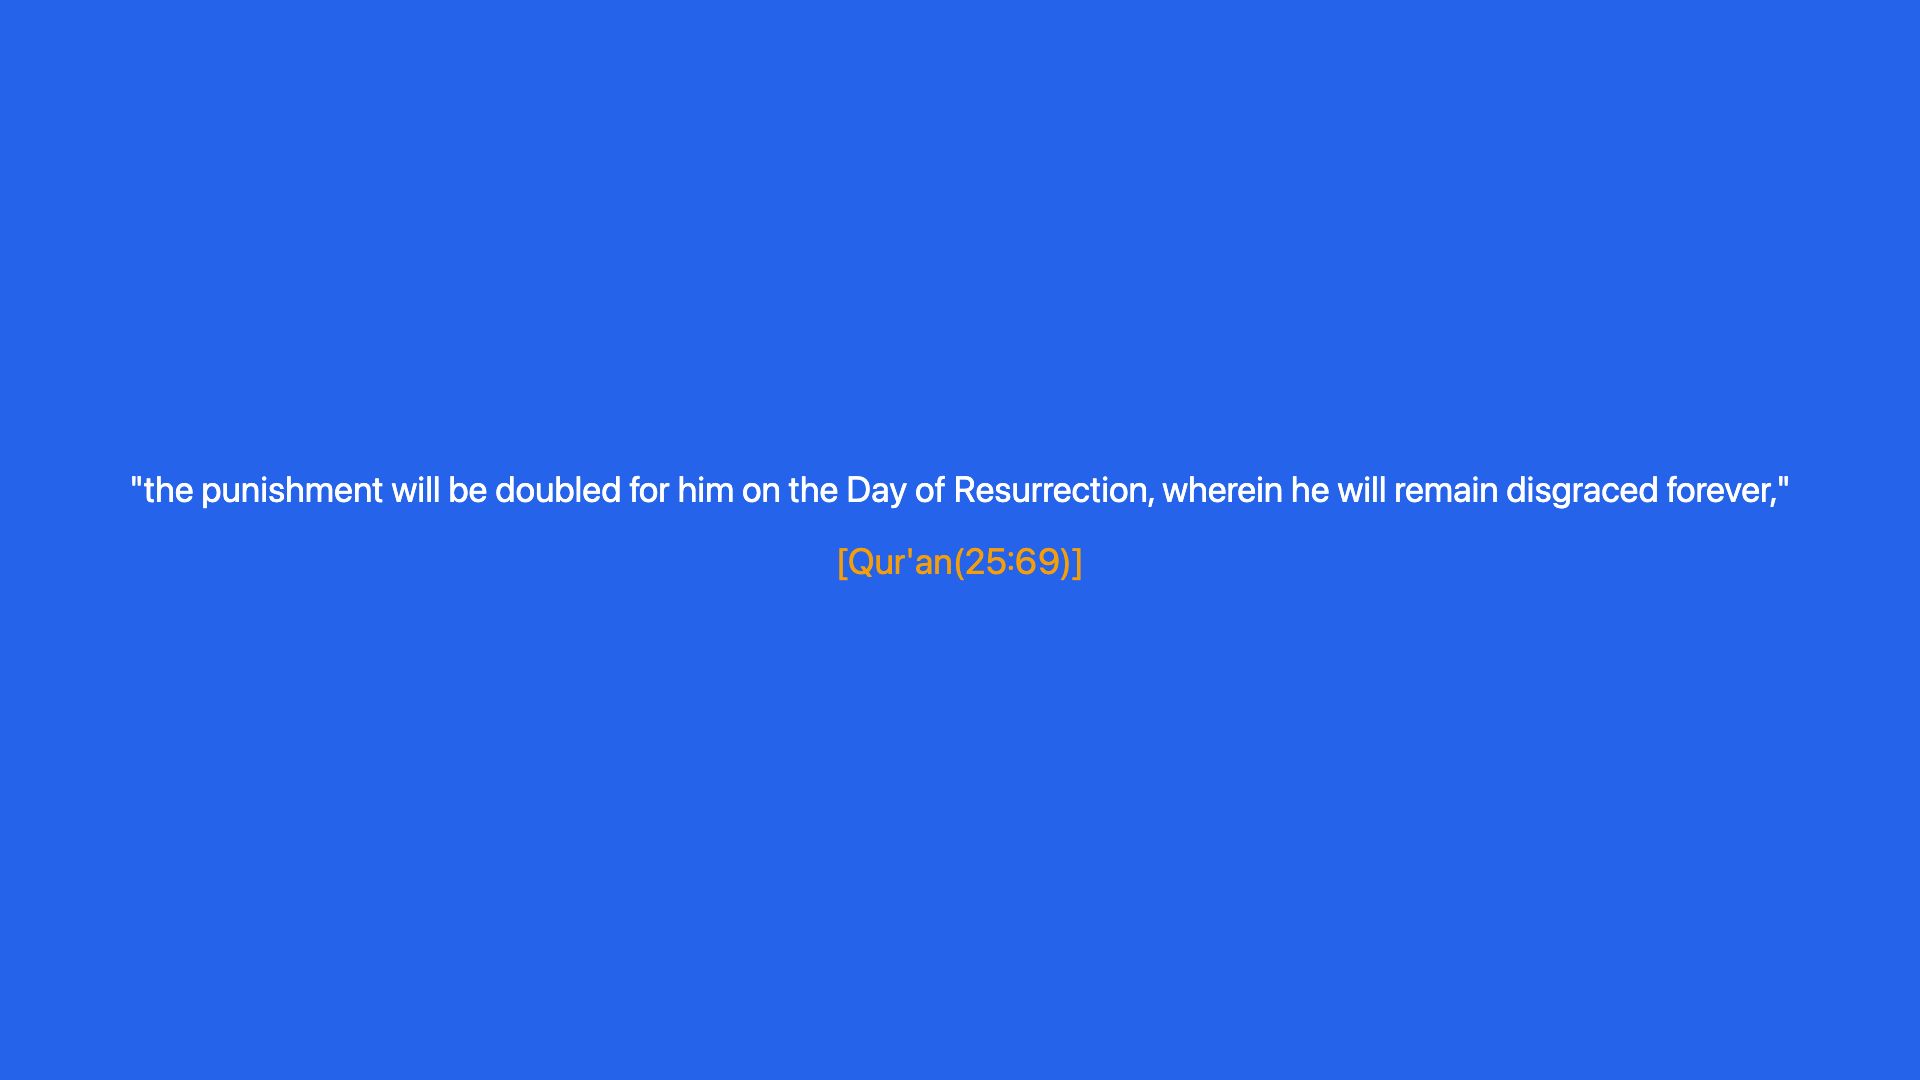 "the punishment will be doubled for him on the Day of Resurrection, wherein he will remain disgraced forever,"
[Qur'an(25:69)]